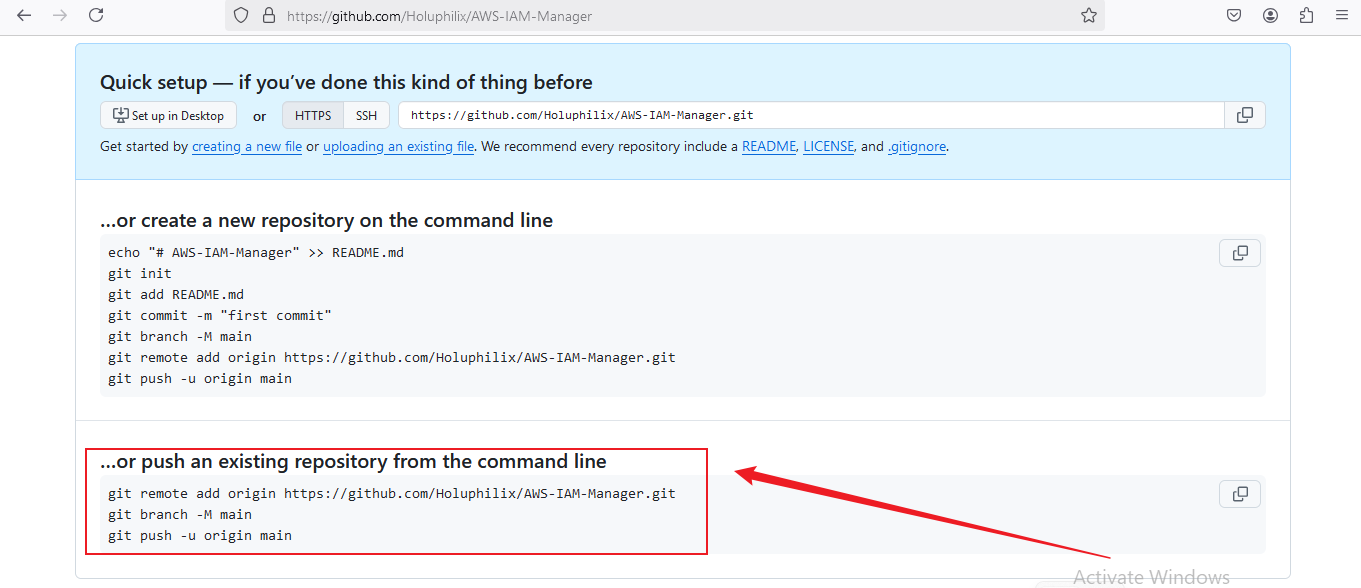 https://github.com/Holuphilix/AWS-IAM-Manager
Quick setup — if you’ve done this kind of thing before
Set up in Desktop or HTTPS SSH https://github.com/Holuphilix/AWS-IAM-Manager.git
Get started by creating a new file or uploading an existing file. We recommend every repository include a README, LICENSE, and .gitignore.
…or create a new repository on the command line
echo "# AWS-IAM-Manager" >> README.md
git init
git add README.md
git commit -m "first commit"
git branch -M main
git remote add origin https://github.com/Holuphilix/AWS-IAM-Manager.git
git push -u origin main
…or push an existing repository from the command line
git remote add origin https://github.com/Holuphilix/AWS-IAM-Manager.git
git branch -M main
git push -u origin main
Activate Windows